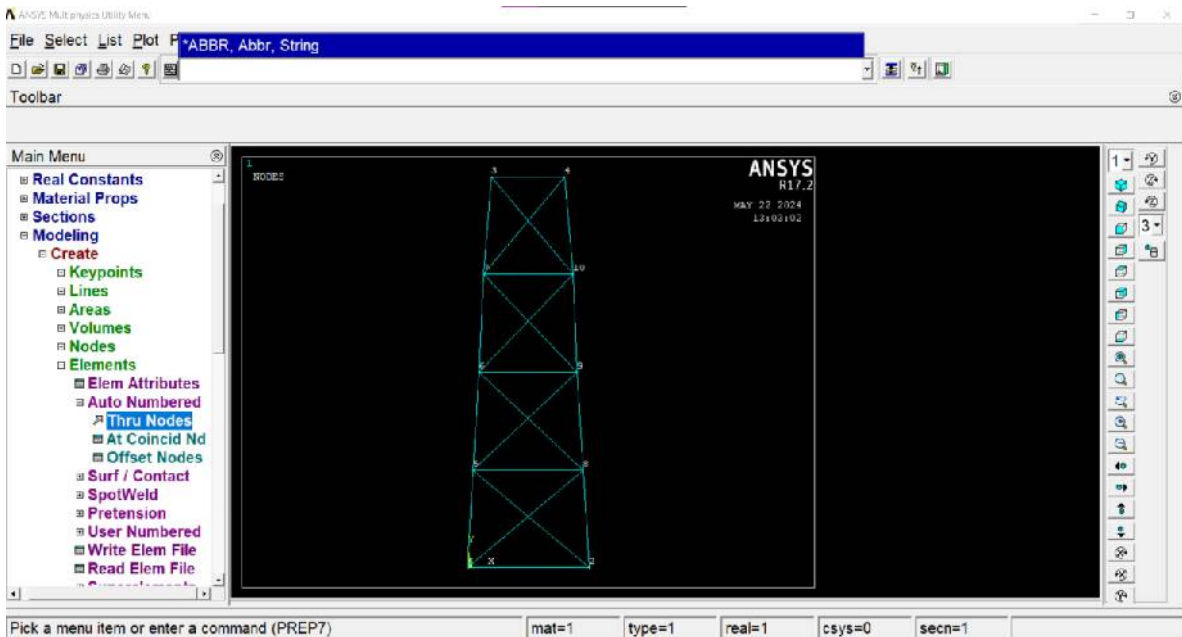 ANSYS Multiphysics Utility Menu
File Select List Plot P
*ABBR, Abbr, String
Toolbar
Main Menu
Real Constants
Material Props
Sections
Modeling
Create
Keypoints
Lines
Areas
Volumes
Nodes
Elements
Elem Attributes
Auto Numbered
Thru Nodes
At Coincid Nd
Offset Nodes
Surf / Contact
SpotWeld
Pretension
User Numbered
Write Elem File
Read Elem File
1
NODES
ANSYS
R17.2
MAY 22 2024
13:03:02
3 4
10
6 9
5 8
Y
X 2
1
3
Pick a menu item or enter a command (PREP7) mat=1 type=1 real=1 csys=0 secn=1